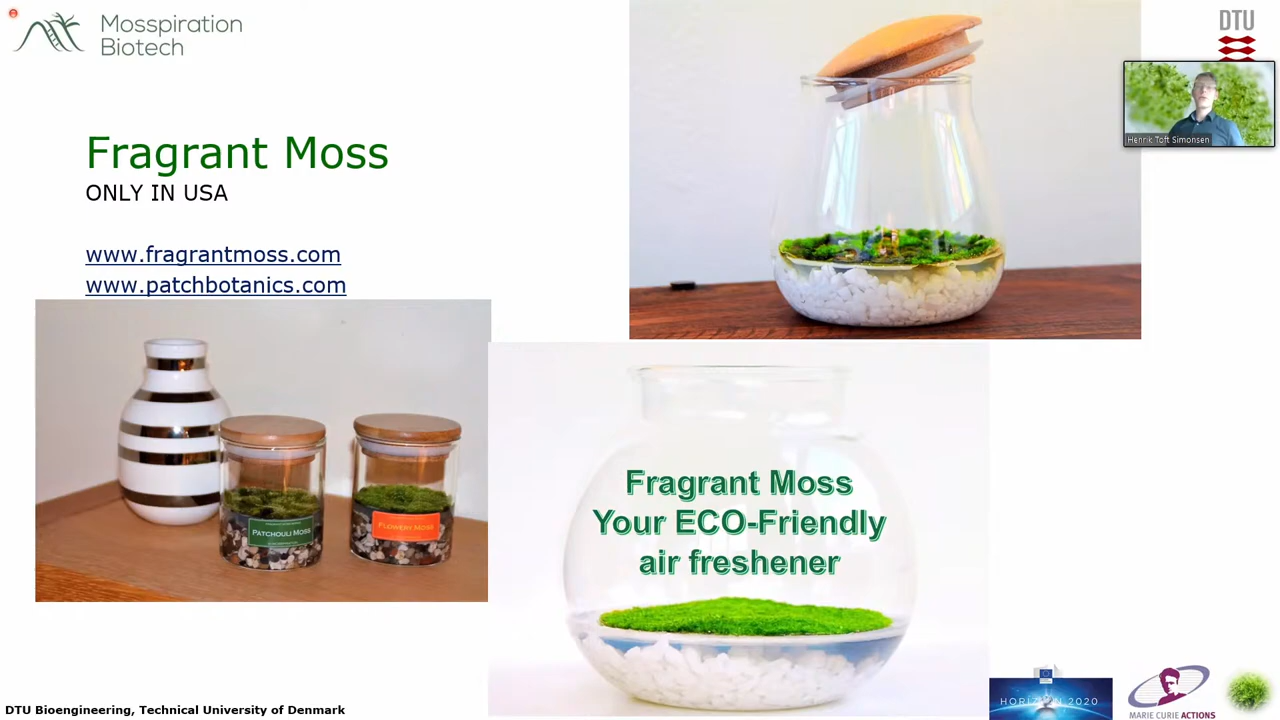 Mosspiration
Biotech
DTU
Henrik Toft Simonsen
Fragrant Moss
ONLY IN USA
www.fragrantmoss.com
www.patchbotanics.com
PATCHOULI MOSS
FLOWERY MOSS
Fragrant Moss
Your ECO-Friendly
air freshener
HORIZON 2020
MARIE CURIE ACTIONS
DTU Bioengineering, Technical University of Denmark